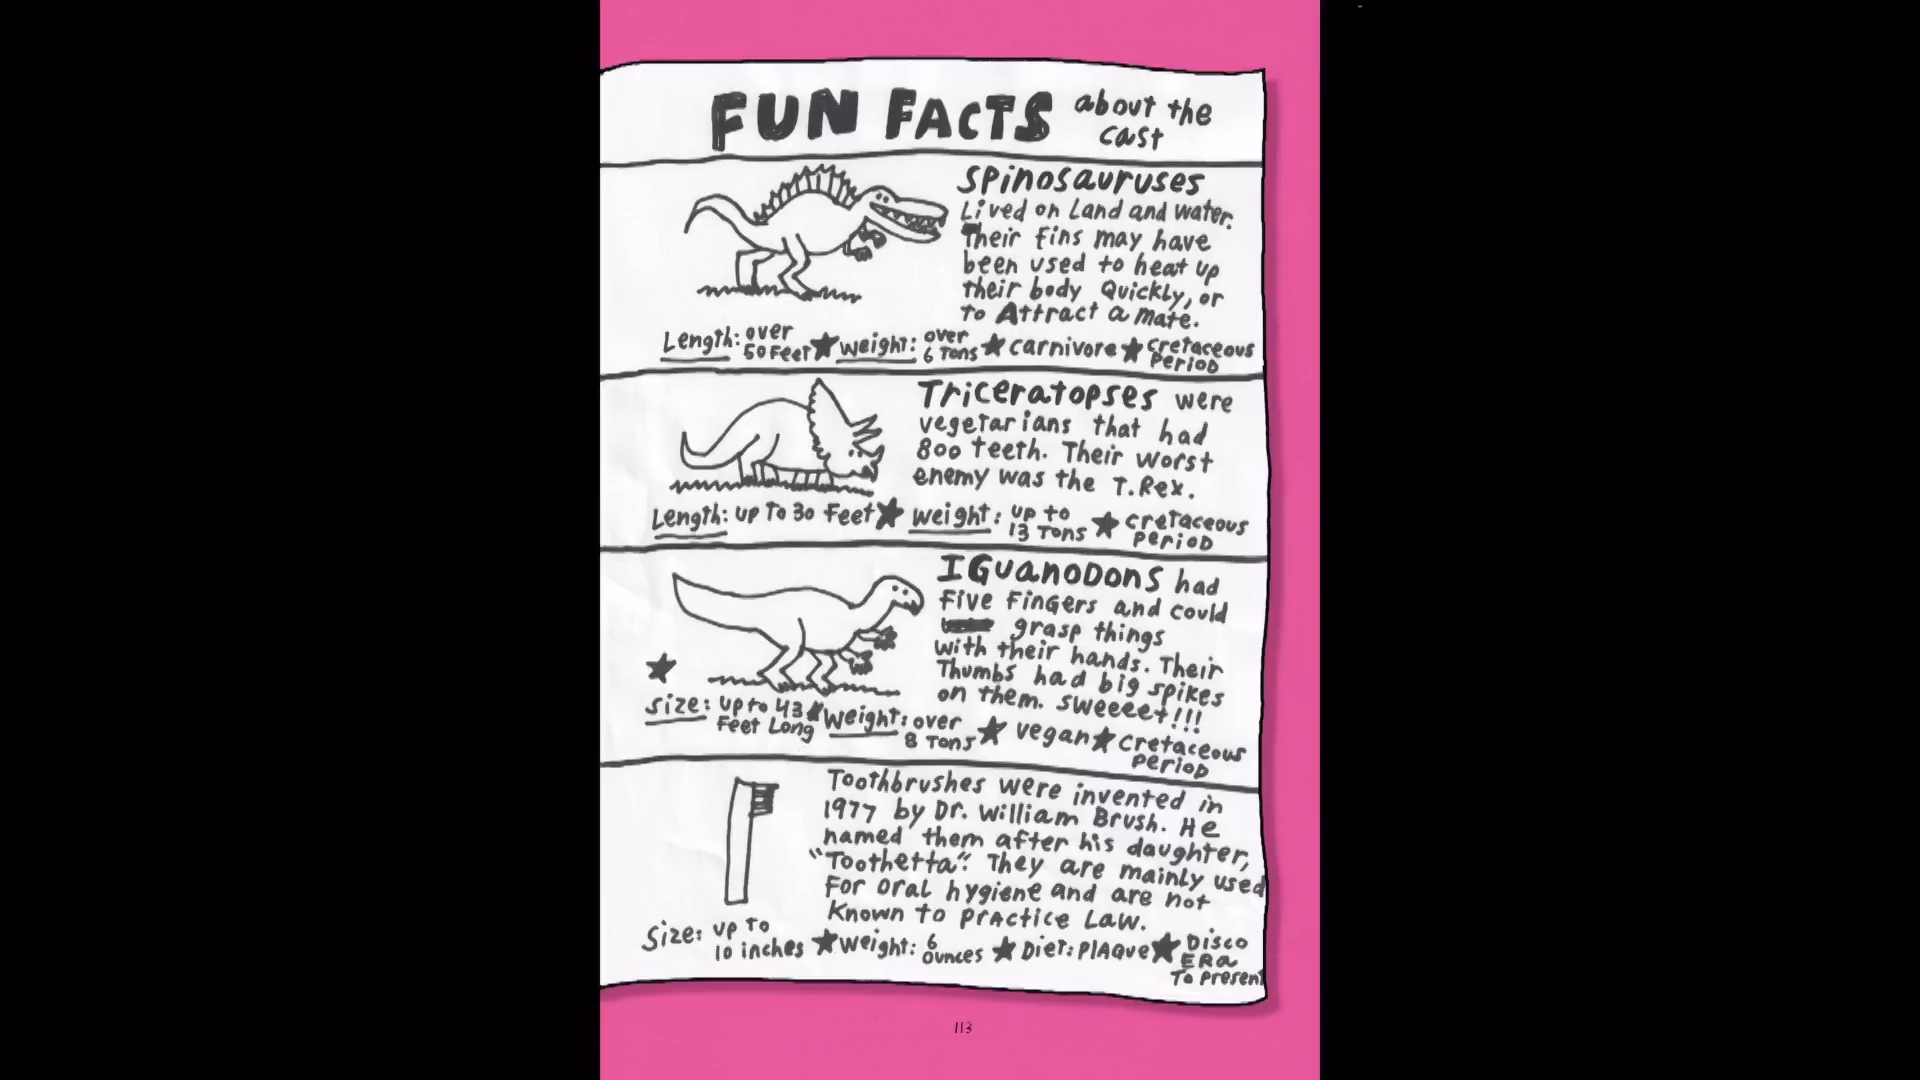 FUN FACTS about the
cast
Spinosauruses
Lived on Land and water.
Their fins may have
been used to heat up
their body Quickly, or
to Attract a mate.
Length: over
50 Feet ★ Weight: over
6 Tons ★ carnivore ★ cretaceous
Period
Triceratopses were
vegetarians that had
800 teeth. Their worst
enemy was the T.Rex.
Length: up To 30 Feet ★ Weight: up to
13 Tons ★ cretaceous
Period
IGuanoDons had
Five Fingers and could
grasp things
with their hands. Their
Thumbs had big spikes
on them. Sweeeet!!!
★
Size: up to 43
Feet Long ★ Weight: over
8 Tons ★ vegan ★ Cretaceous
Period
Toothbrushes were invented in
1977 by Dr. William Brush. He
named them after his daughter,
"Toothetta". They are mainly used
For oral hygiene and are not
Known to practice Law.
Size: up To
10 inches ★ Weight: 6
ounces ★ Diet: Plaque ★ Disco
ERa
To Present
113